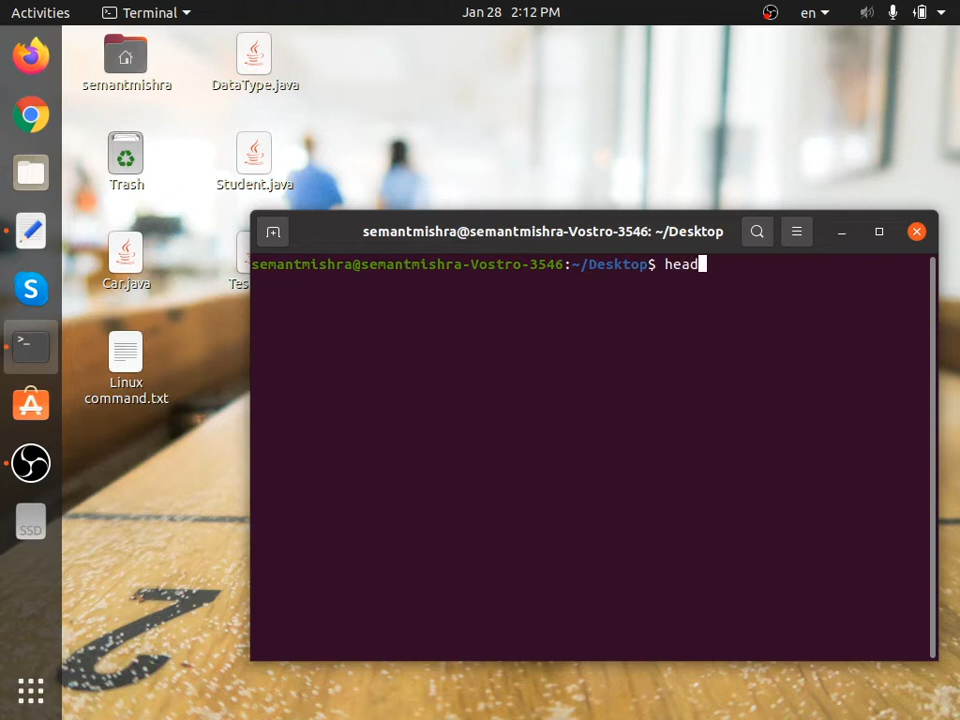 Activities
Terminal
Jan 28 2:12 PM
en
semantmishra
DataType.java
Trash
Student.java
Car.java
Tes
Linux
command.txt
semantmishra@semantmishra-Vostro-3546: ~/Desktop
semantmishra@semantmishra-Vostro-3546:~/Desktop$ head
S
>_
SSD